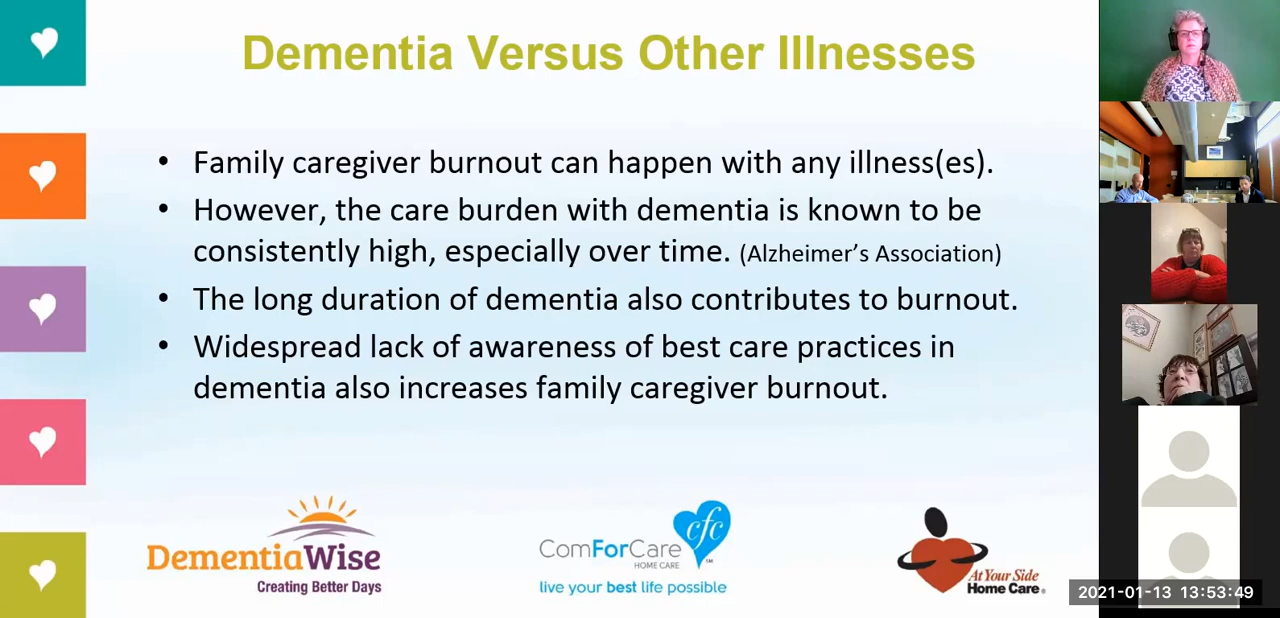 Dementia Versus Other Illnesses
• Family caregiver burnout can happen with any illness(es).
• However, the care burden with dementia is known to be
consistently high, especially over time. (Alzheimer’s Association)
• The long duration of dementia also contributes to burnout.
• Widespread lack of awareness of best care practices in
dementia also increases family caregiver burnout.
DementiaWise
Creating Better Days
cfc
ComForCare
HOME CARE
TM
live your best life possible
At Your Side
Home Care®
2021-01-13 13:53:49